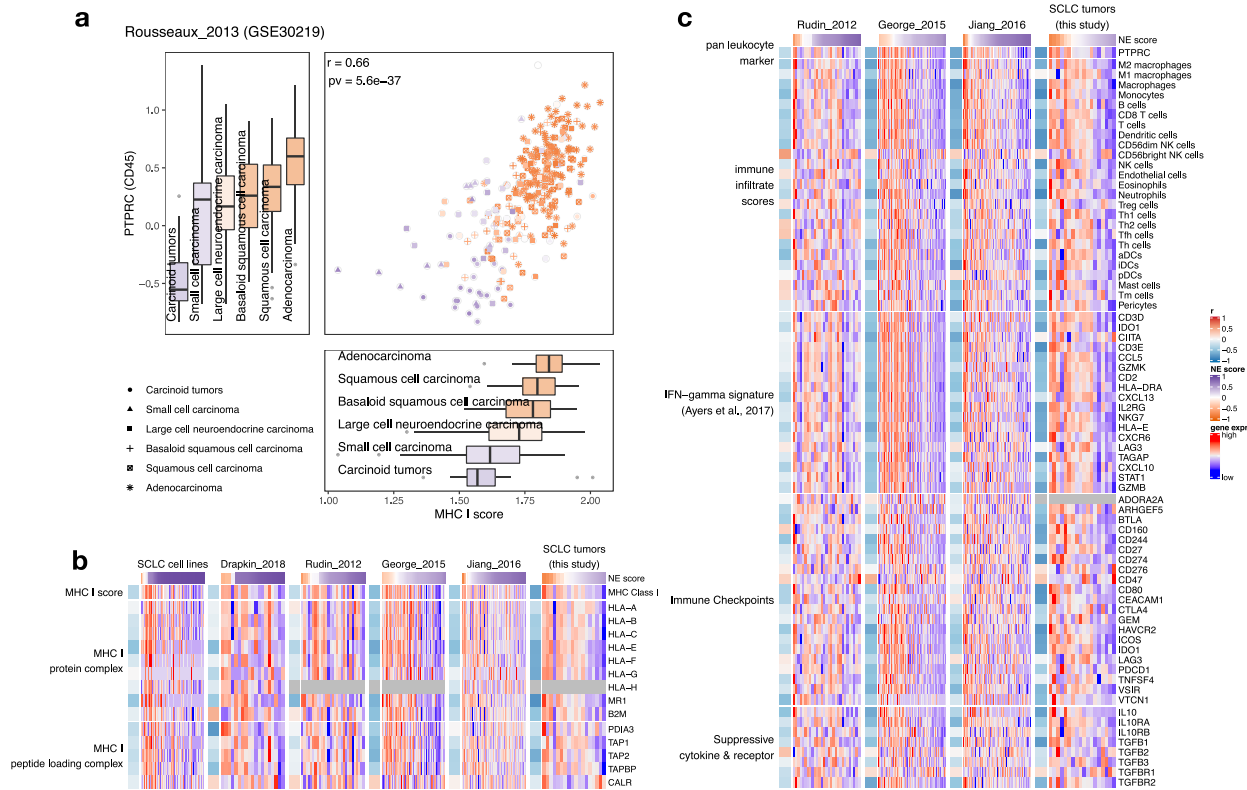 a
Rousseaux_2013 (GSE30219)
r = 0.66
pv = 5.6e−37
PTPRC (CD45)
1.0
0.5
0.0
−0.5
Carcinoid tumors
Small cell carcinoma
Large cell neuroendocrine carcinoma
Basaloid squamous cell carcinoma
Squamous cell carcinoma
Adenocarcinoma
Adenocarcinoma
Squamous cell carcinoma
Basaloid squamous cell carcinoma
Large cell neuroendocrine carcinoma
Small cell carcinoma
Carcinoid tumors
1.00
1.25
1.50
1.75
2.00
MHC I score
Carcinoid tumors
Small cell carcinoma
Large cell neuroendocrine carcinoma
Basaloid squamous cell carcinoma
Squamous cell carcinoma
Adenocarcinoma
b
SCLC cell lines
Drapkin_2018
Rudin_2012
George_2015
Jiang_2016
SCLC tumors
(this study)
NE score
MHC I score
MHC Class I
MHC I
protein complex
HLA−A
HLA−B
HLA−C
HLA−E
HLA−F
HLA−G
HLA−H
MR1
B2M
MHC I
peptide loading complex
PDIA3
TAP1
TAP2
TAPBP
CALR
c
Rudin_2012
George_2015
Jiang_2016
SCLC tumors
(this study)
NE score
pan leukocyte
marker
PTPRC
immune
infiltrate
scores
M2 macrophages
M1 macrophages
Macrophages
Monocytes
B cells
CD8 T cells
T cells
Dendritic cells
CD56dim NK cells
CD56bright NK cells
NK cells
Endothelial cells
Eosinophils
Neutrophils
Treg cells
Th1 cells
Th2 cells
Tfh cells
Th cells
aDCs
iDCs
pDCs
Mast cells
Tm cells
Pericytes
IFN−gamma signature
(Ayers et al., 2017)
CD3D
IDO1
CIITA
CD3E
CCL5
GZMK
CD2
HLA−DRA
CXCL13
IL2RG
NKG7
HLA−E
CXCR6
LAG3
TAGAP
CXCL10
STAT1
GZMB
Immune Checkpoints
ADORA2A
ARHGEF5
BTLA
CD160
CD244
CD27
CD274
CD276
CD47
CD80
CEACAM1
CTLA4
GEM
HAVCR2
ICOS
IDO1
LAG3
PDCD1
TNFSF4
VSIR
VTCN1
Suppressive
cytokine & receptor
IL10
IL10RA
IL10RB
TGFB1
TGFB2
TGFB3
TGFBR1
TGFBR2
r
1
0.5
0
−0.5
−1
NE score
1
0.5
0
−0.5
−1
gene expr
high
low